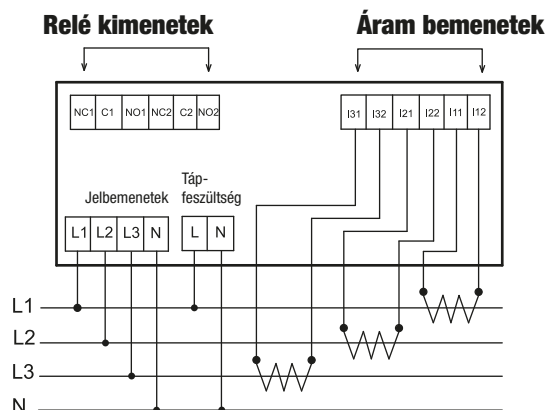 Relé kimenetek Áram bemenetek
NC1 C1 NO1 NC2 C2 NO2 I31 I32 I21 I22 I11 I12
Táp-
Jelbemenetek feszültség
L1 L2 L3 N L N
L1
L2
L3
N